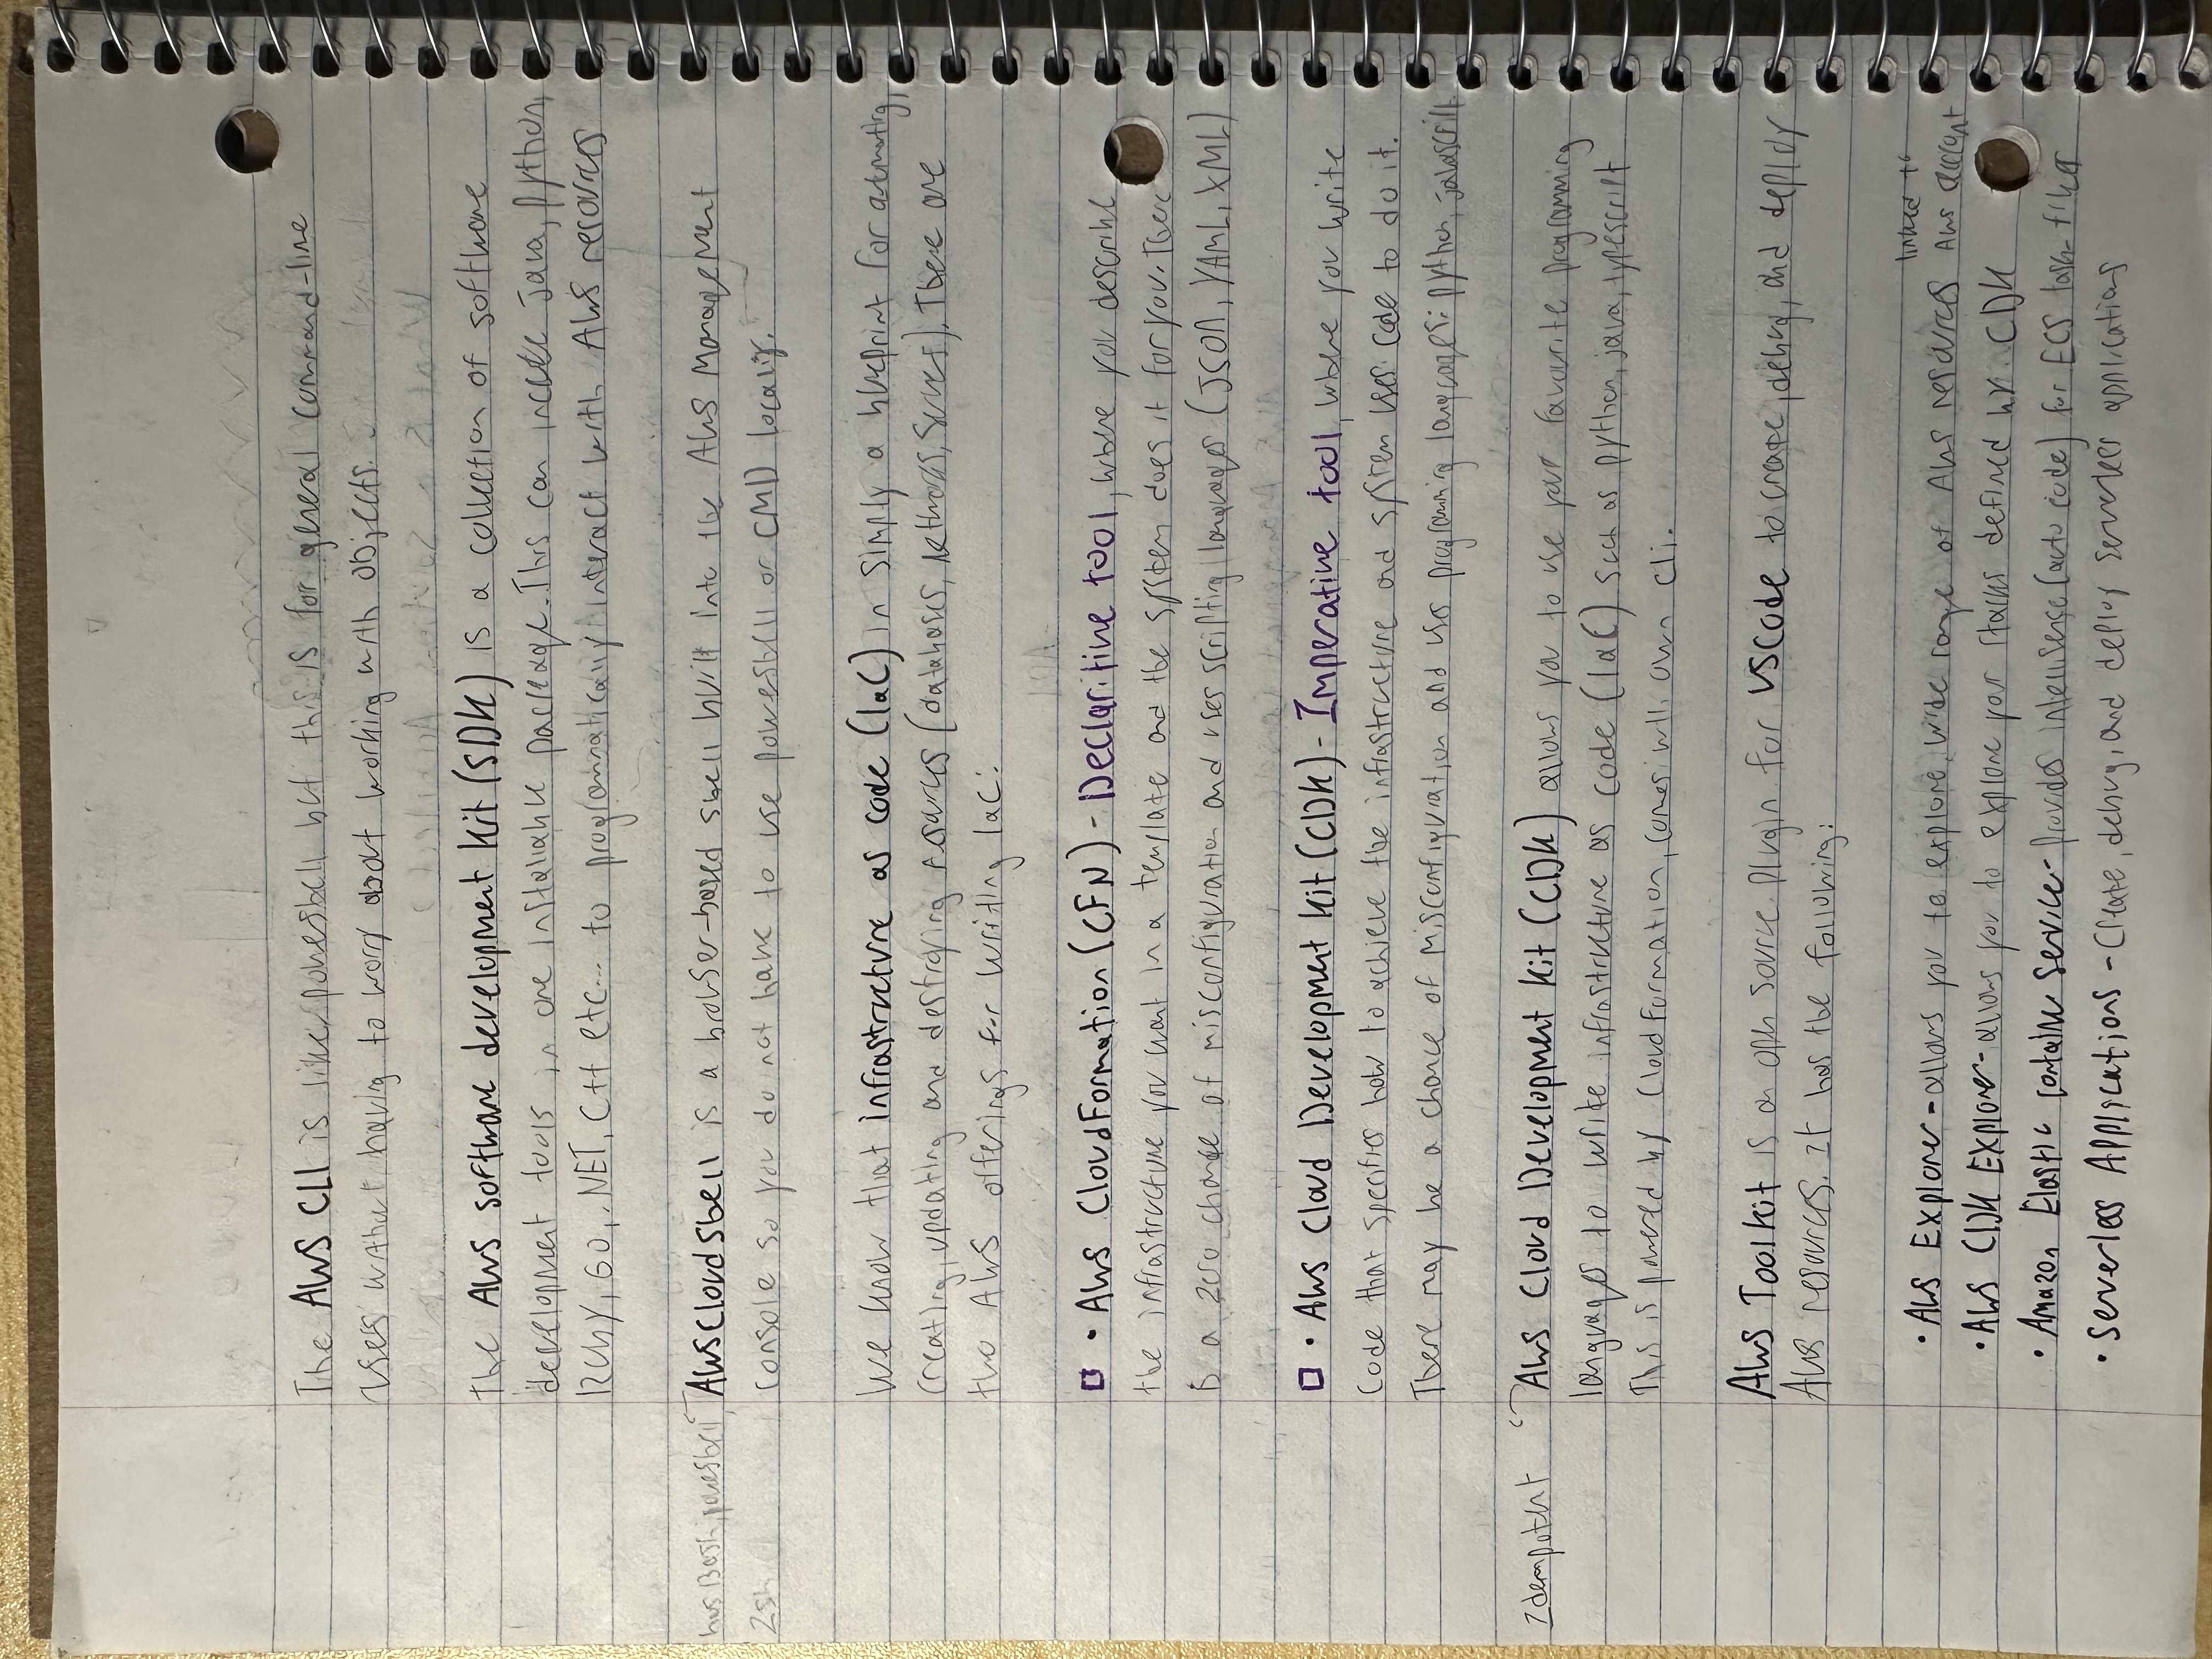 The AWS CLI is like powershell but this is for general command-line
users without having to worry about working with objects.
The AWS software development kit (SDK) is a collection of software
development tools in one installable package. This can include java, python,
Ruby, GO, .NET, C++ etc... to programmatically interact with AWS resources
has Bash, powershell,
AWS Cloudshell is a browser-based shell built into the AWS Management
zsh
console so you do not have to use powershell or CMD locally.
We know that infrastructure as code (IaC) in simply a blueprint for automating,
creating, updating and destroying resources (databases, networks, servers). There are
two AWS offerings for writing IaC:
• AWS CloudFormation (CFN) - Declaritive tool, where you describe
the infrastructure you want in a template and the system does it for you. There
is a zero chance of misconfiguration and uses scripting languages (JSON, YAML, XML)
• AWS Cloud Development Kit (CDK) - Imperative tool, where you write
code that specifies how to achieve the infrastructure and system uses code to do it.
There may be a chance of misconfiguration and uses programming languages: python, javascript
Idempotent
AWS Cloud Development Kit (CDK) allows you to use your favourite programming
languages to write infrastructure as code (IaC) such as python, java, typescript
This is powered by CloudFormation, comes with own cli.
AWS Toolkit is an open source plugin for VSCode to create, debug, and deploy
AWS resources. It has the following:
linked to
• AWS Explorer - allows you to explore wide range of AWS resources AWS account
• AWS CDK Explorer - allows you to explore your stacks defined by CDK
• Amazon Elastic container Service - provides intellisense (auto code) for ECS task-files
• Serverless Applications - Create, debug, and deploy serverless applications